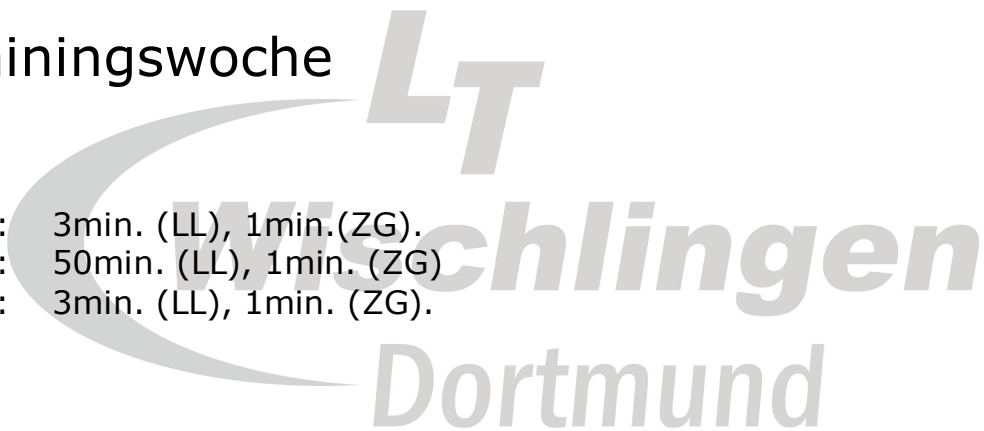 iningswoche
LT
: 3min. (LL), 1min.(ZG).
: 50min. (LL), 1min. (ZG)
: 3min. (LL), 1min. (ZG).
Wischlingen
Dortmund